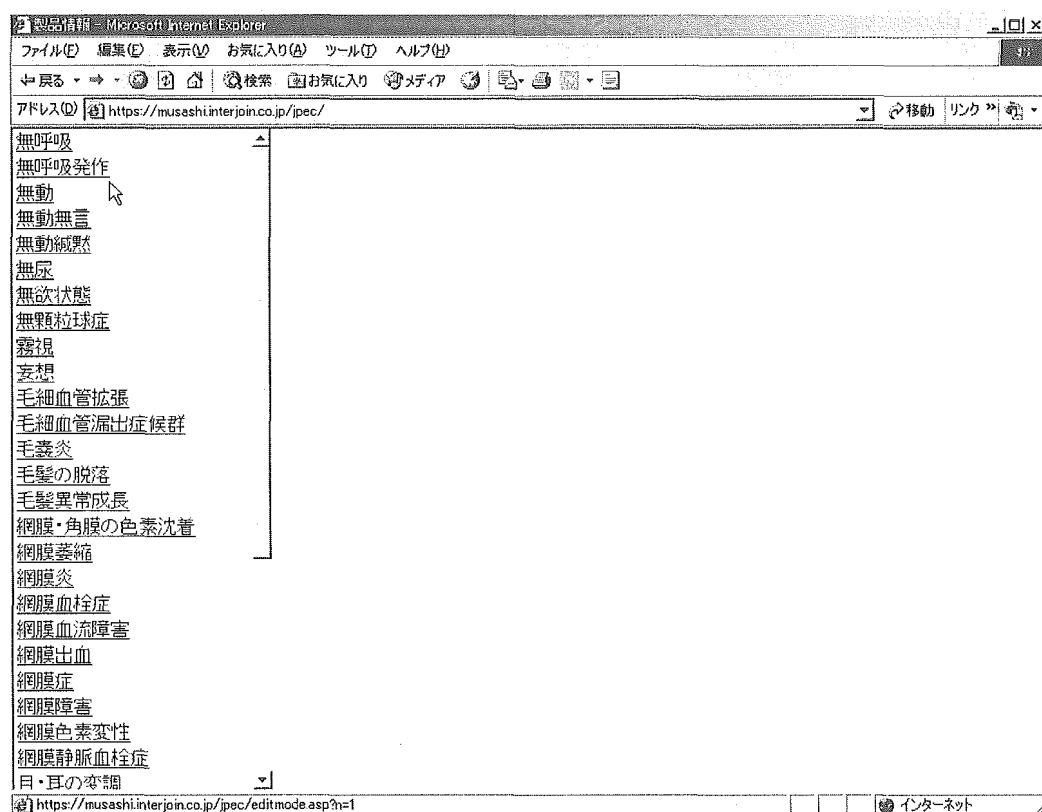 製品情報 - Microsoft Internet Explorer
ファイル(F) 編集(E) 表示(V) お気に入り(A) ツール(T) ヘルプ(H)
戻る 検索 お気に入り メディア
アドレス(D) https://musashi.interjoin.co.jp/jpec/ 移動 リンク »
無呼吸
無呼吸発作
無動
無動無言
無動緘黙
無尿
無欲状態
無顆粒球症
霧視
妄想
毛細血管拡張
毛細血管漏出症候群
毛嚢炎
毛髪の脱落
毛髪異常成長
網膜・角膜の色素沈着
網膜萎縮
網膜炎
網膜血栓症
網膜血流障害
網膜出血
網膜症
網膜障害
網膜色素変性
網膜静脈血栓症
目・耳の変調
https://musashi.interjoin.co.jp/jpec/editmode.asp?n=1 インターネット